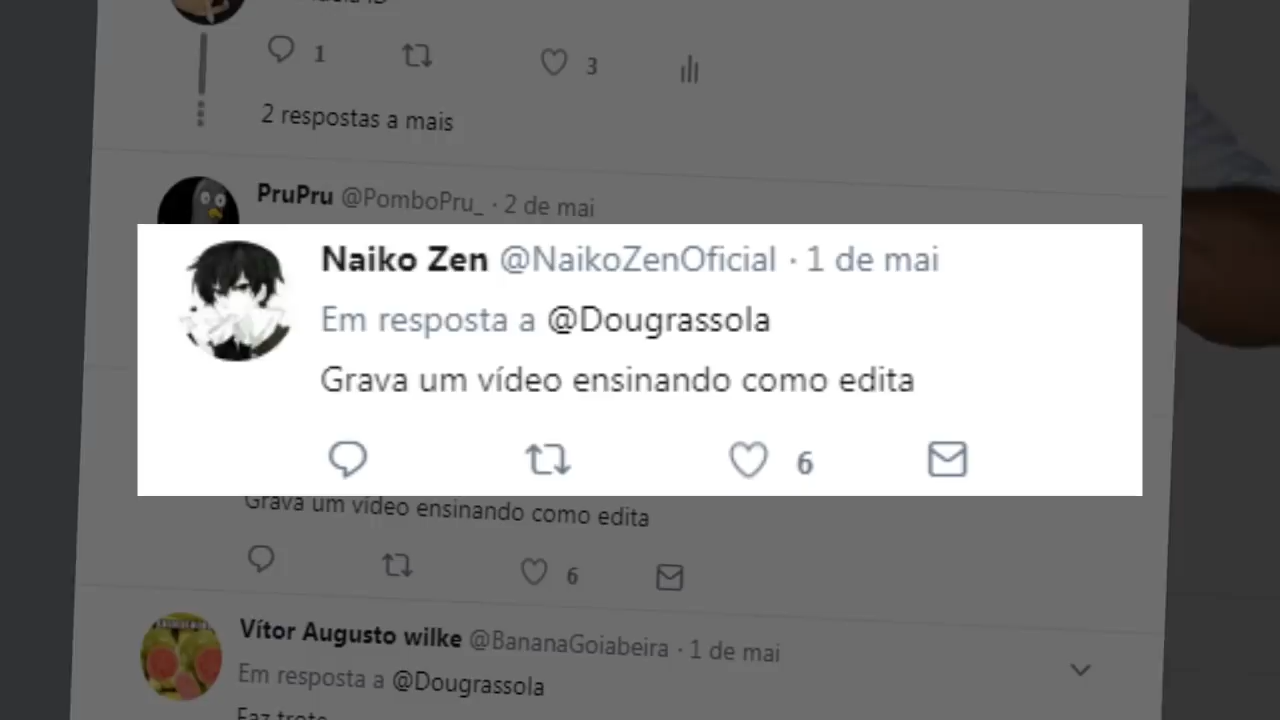 1
3
2 respostas a mais
PruPru @PomboPru_ · 2 de mai
Naiko Zen @NaikoZenOficial · 1 de mai
Em resposta a @Dougrassola
Grava um vídeo ensinando como edita
6
Grava um vídeo ensinando como edita
6
Vítor Augusto wilke @BananaGoiabeira · 1 de mai
Em resposta a @Dougrassola
Faz trote